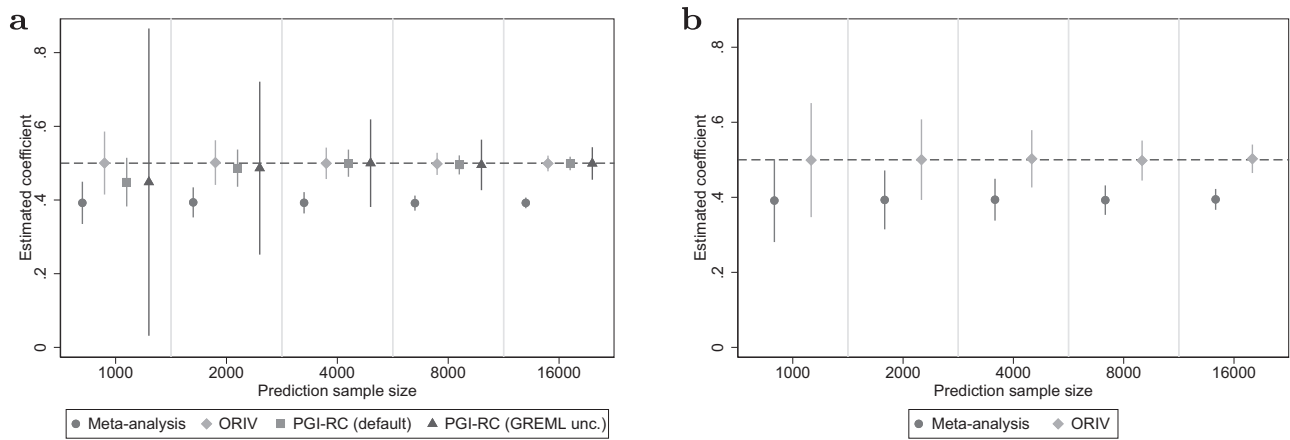 a
Estimated coefficient
.8
.6
.4
.2
0
1000 2000 4000 8000 16000
Prediction sample size
Meta-analysis ORIV PGI-RC (default) PGI-RC (GREML unc.)
b
Estimated coefficient
.8
.6
.4
.2
0
1000 2000 4000 8000 16000
Prediction sample size
Meta-analysis ORIV